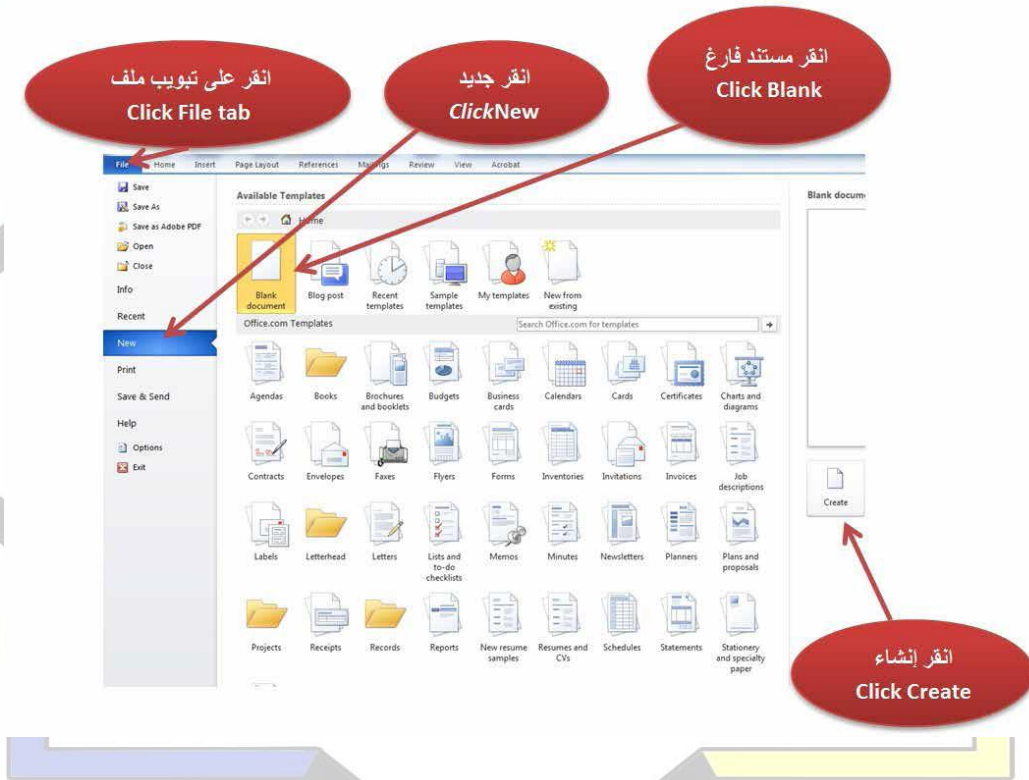 انقر على تبويب ملف
Click File tab
انقر جديد
ClickNew
انقر مستند فارغ
Click Blank
File Home Insert Page Layout References Mailings Review View Acrobat
Save
Save As
Save as Adobe PDF
Open
Close
Info
Recent
New
Print
Save & Send
Help
Options
Exit
Available Templates
Home
Blank document
Blog post
Recent templates
Sample templates
My templates
New from existing
Office.com Templates
Search Office.com for templates
Agendas
Books
Brochures and booklets
Budgets
Business cards
Calendars
Cards
Certificates
Charts and diagrams
Contracts
Envelopes
Faxes
Flyers
Forms
Inventories
Invitations
Invoices
Job descriptions
Labels
Letterhead
Letters
Lists and to-do checklists
Memos
Minutes
Newsletters
Planners
Plans and proposals
Projects
Receipts
Records
Reports
New resume samples
Resumes and CVs
Schedules
Statements
Stationery and specialty paper
Blank docum
Create
انقر إنشاء
Click Create